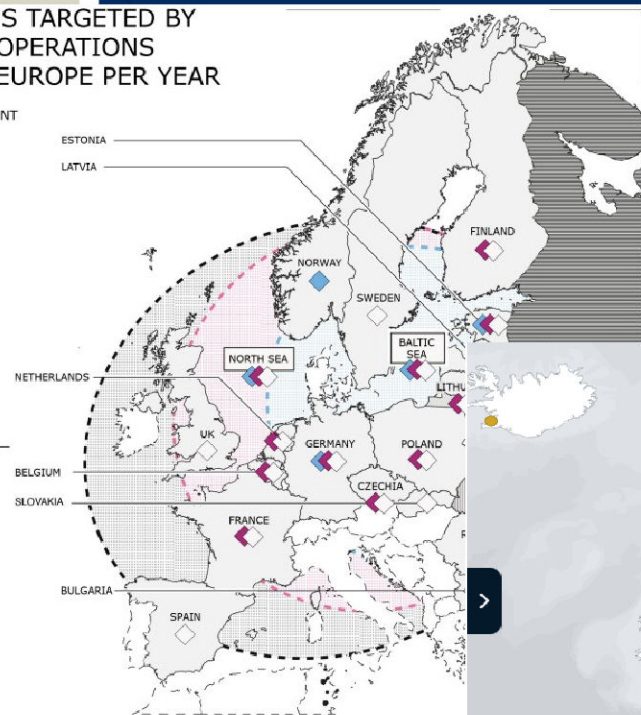 S TARGETED BY
OPERATIONS
EUROPE PER YEAR
NT
ESTONIA
LATVIA
FINLAND
NORWAY
SWEDEN
BALTIC
SEA
NORTH SEA
NETHERLANDS
LITHU
UK
GERMANY
POLAND
BELGIUM
CZECHIA
SLOVAKIA
FRANCE
BULGARIA
SPAIN